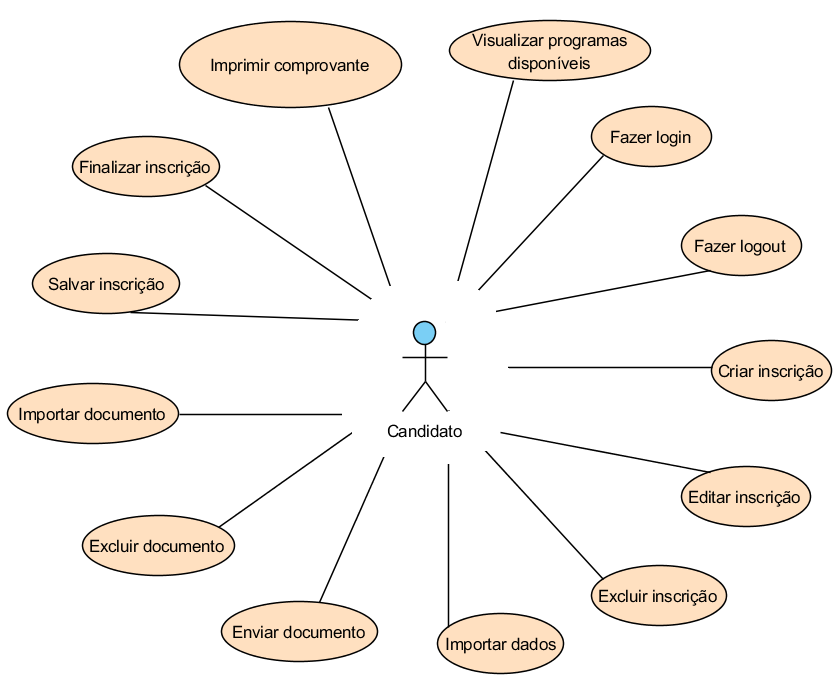 Visualizar programas
disponíveis
Imprimir comprovante
Fazer login
Finalizar inscrição
Fazer logout
Salvar inscrição
Criar inscrição
Importar documento
Candidato
Editar inscrição
Excluir documento
Excluir inscrição
Enviar documento
Importar dados